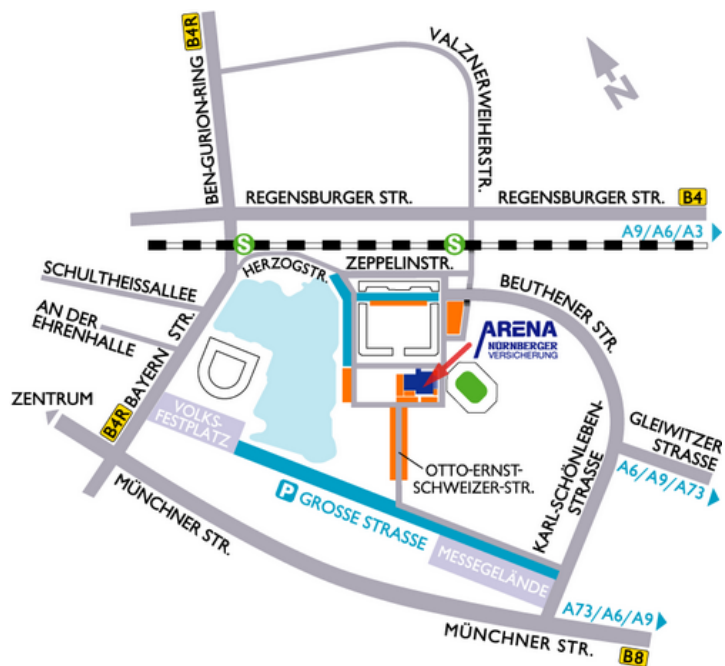 B4R
BEN-GURION-RING
VALZNERWEIHERSTR.
N
REGENSBURGER STR.
REGENSBURGER STR.
B4
A9/A6/A3
S
S
ZEPPELINSTR.
HERZOGSTR.
SCHULTHEISSALLEE
AN DER
EHRENHALLE
BEUTHENER STR.
ARENA
NÜRNBERGER
VERSICHERUNG
ZENTRUM
B4R
BAYERN STR.
VOLKS-
FESTPLATZ
GLEIWITZER
STRASSE
A6/A9/A73
KARL-SCHÖNLEBEN-
STRASSE
OTTO-ERNST-
SCHWEIZER-STR.
P GROSSE STRASSE
MÜNCHNER STR.
MESSEGELÄNDE
A73/A6/A9
MÜNCHNER STR.
B8